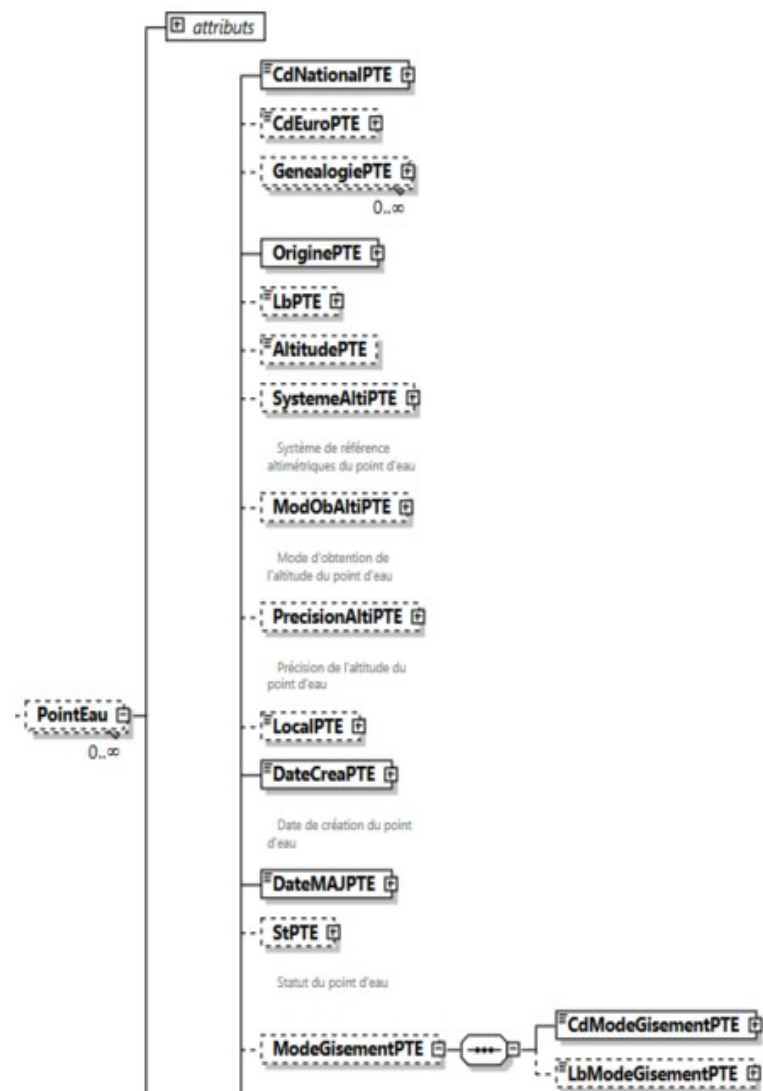 attributs
CdNationalPTE
CdEuroPTE
GenealogiePTE
0..∞
OriginePTE
LbPTE
AltitudePTE
SystemeAltiPTE
Système de référence
altimétriques du point d'eau
ModObAltiPTE
Mode d'obtention de
l'altitude du point d'eau
PrecisionAltiPTE
Précision de l'altitude du
point d'eau
PointEau
0..∞
LocalPTE
DateCreaPTE
Date de création du point
d'eau
DateMAJPTE
StPTE
Statut du point d'eau
ModeGisementPTE
CdModeGisementPTE
LbModeGisementPTE